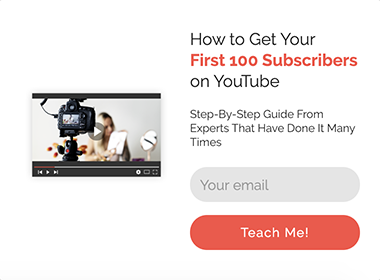 How to Get Your
First 100 Subscribers
on YouTube
Step-By-Step Guide From
Experts That Have Done It Many
Times
Your email
Teach Me!